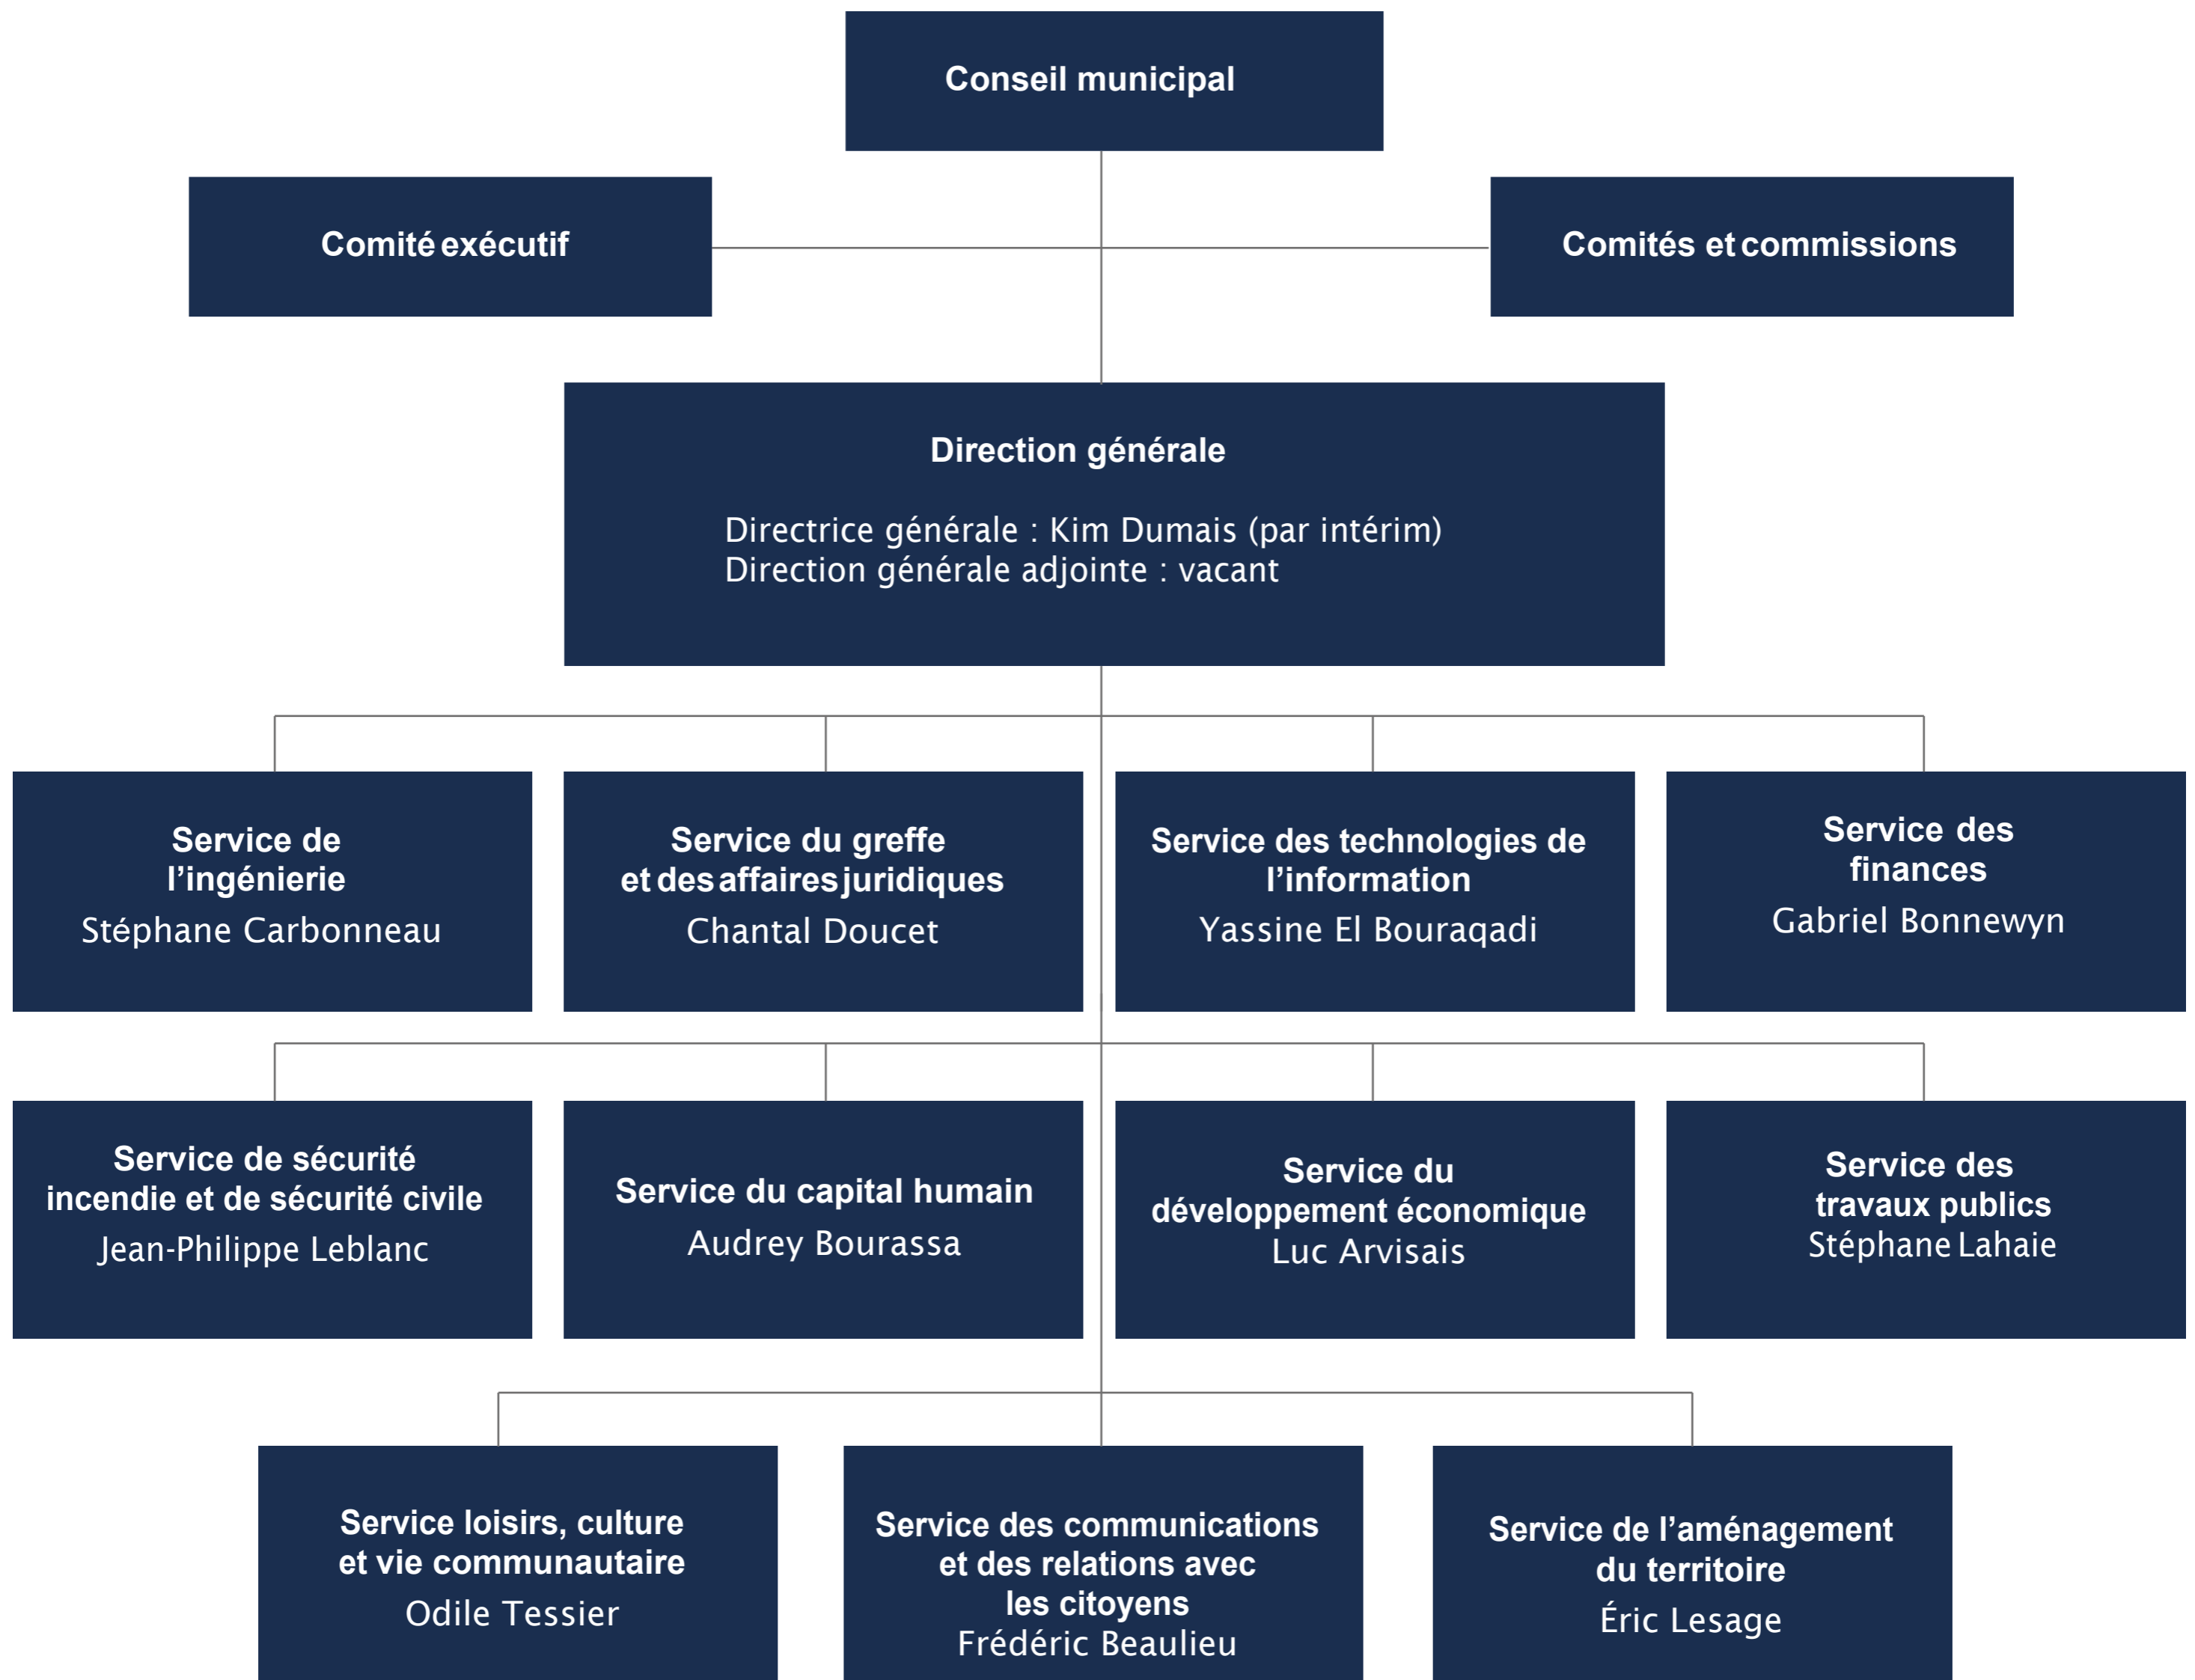 Conseil municipal
Comité exécutif
Comités et commissions
Direction générale
Directrice générale : Kim Dumais (par intérim)
Direction générale adjointe : vacant
Service de
l’ingénierie
Stéphane Carbonneau
Service du greffe
et des affaires juridiques
Chantal Doucet
Service des technologies de
l’information
Yassine El Bouraqadi
Service des
finances
Gabriel Bonnewyn
Service de sécurité
incendie et de sécurité civile
Jean-Philippe Leblanc
Service du capital humain
Audrey Bourassa
Service du
développement économique
Luc Arvisais
Service des
travaux publics
Stéphane Lahaie
Service loisirs, culture
et vie communautaire
Odile Tessier
Service des communications
et des relations avec
les citoyens
Frédéric Beaulieu
Service de l’aménagement
du territoire
Éric Lesage